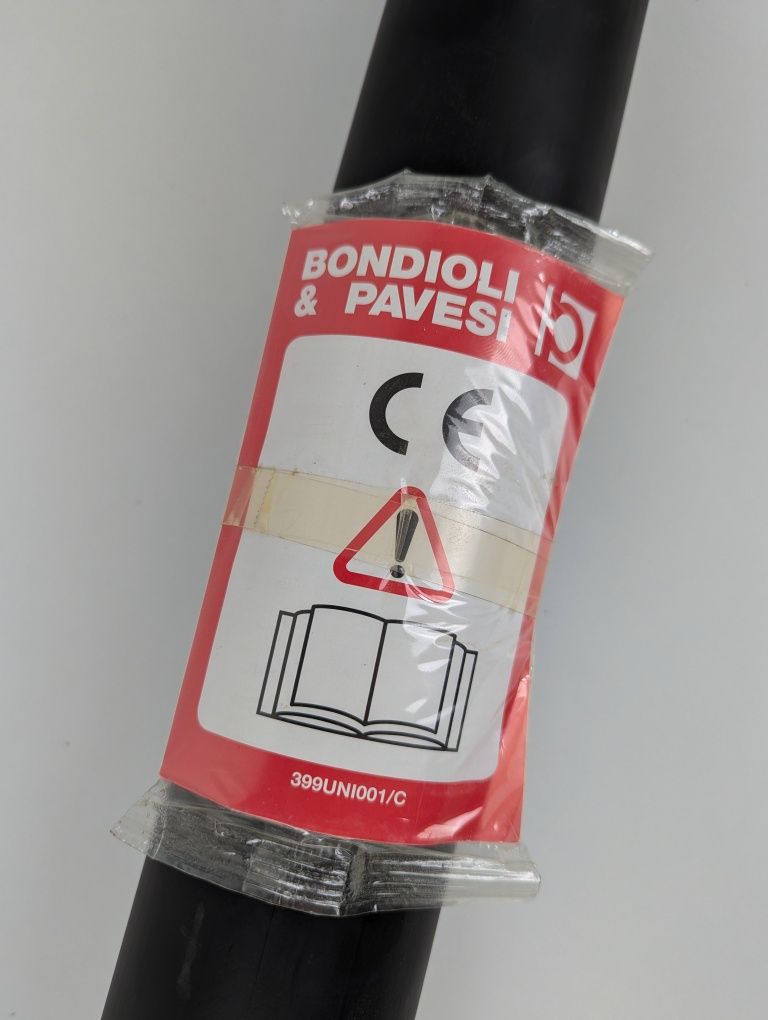 BONDIOLI
& PAVESI
CE
399UNI001/C